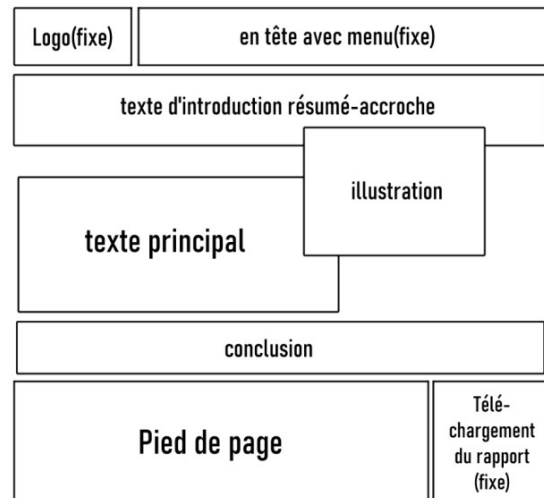 Logo(fixe)
en tête avec menu(fixe)
texte d'introduction résumé-accroche
illustration
texte principal
conclusion
Pied de page
Télé-
chargement
du rapport
(fixe)